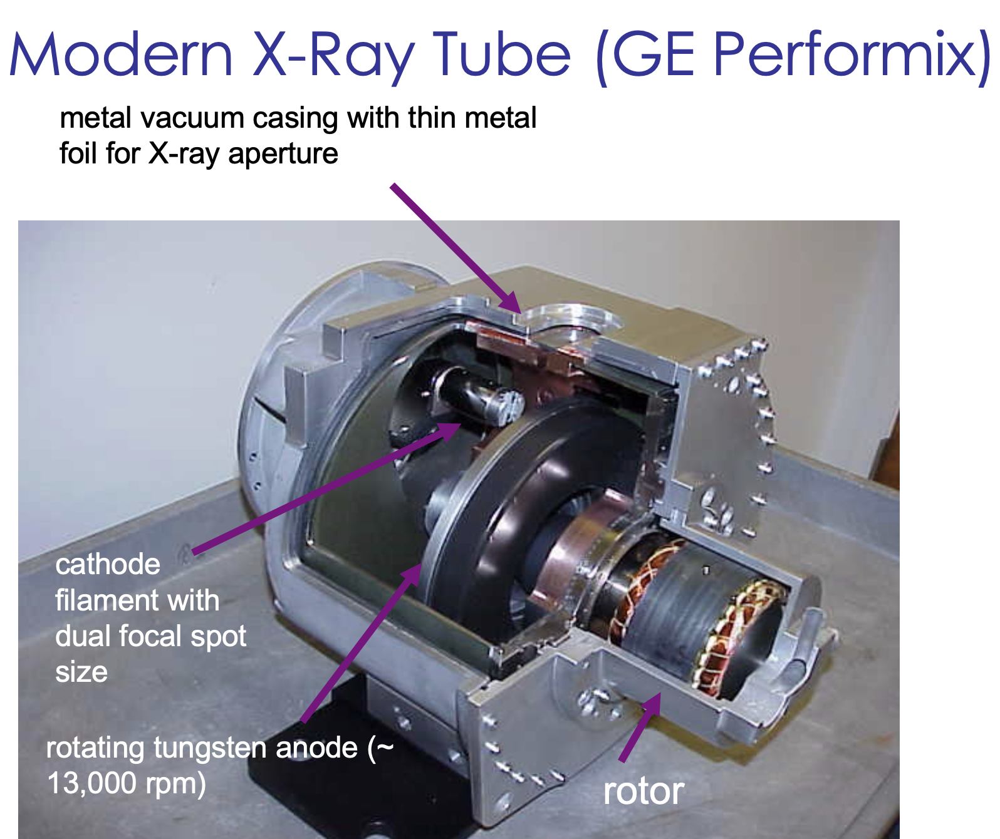 Modern X-Ray Tube (GE Performix)
metal vacuum casing with thin metal
foil for X-ray aperture
cathode
filament with
dual focal spot
size
rotating tungsten anode (~
13,000 rpm)
rotor